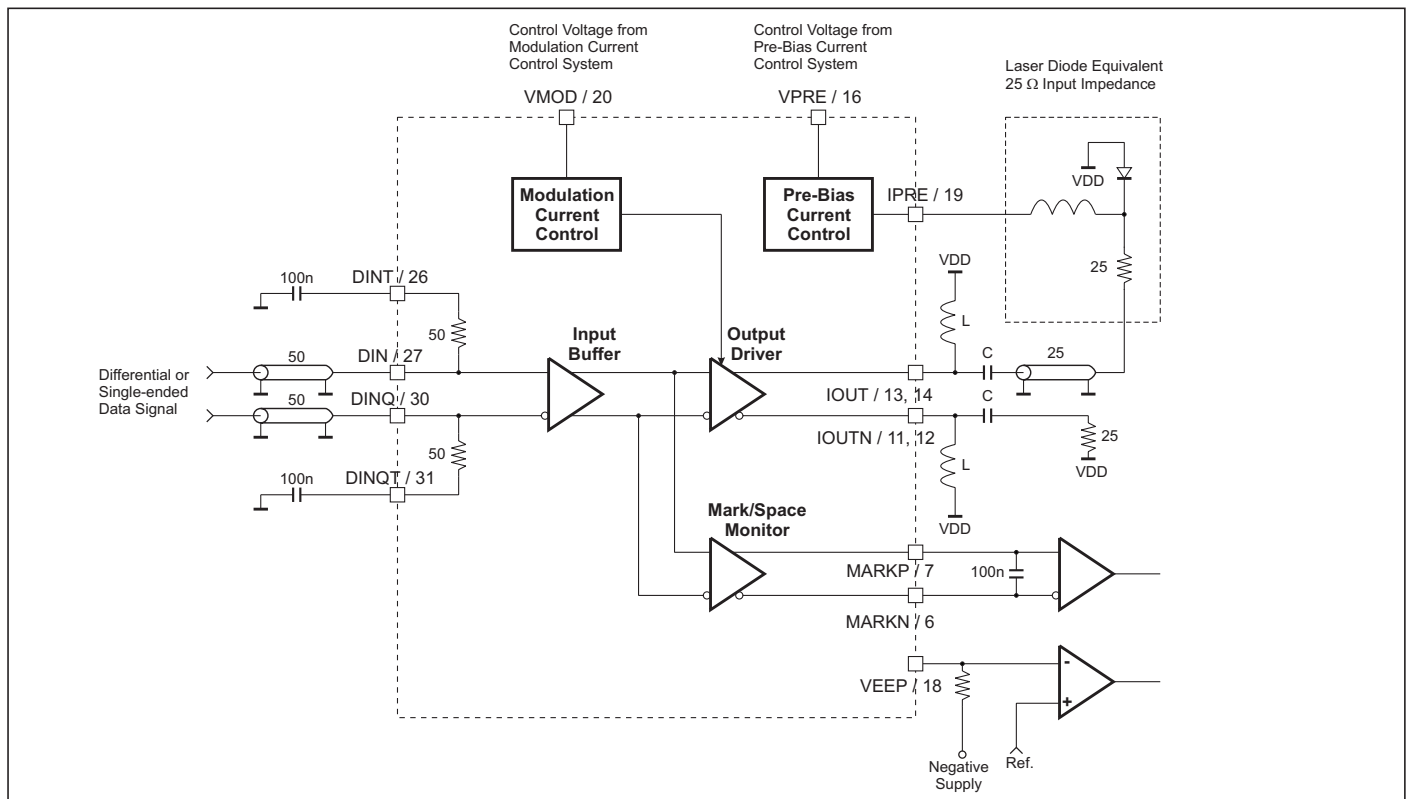 Control Voltage from
Modulation Current
Control System
Control Voltage from
Pre-Bias Current
Control System
Laser Diode Equivalent
25 Ω Input Impedance
VMOD / 20
VPRE / 16
VDD
Modulation
Current
Control
Pre-Bias
Current
Control
IPRE / 19
25
VDD
100n
DINT / 26
50
L
Input
Buffer
Output
Driver
50
DIN / 27
C
25
Differential or
Single-ended
Data Signal
50
DINQ / 30
IOUT / 13, 14
C
IOUTN / 11, 12
25
VDD
50
L
100n
DINQT / 31
VDD
Mark/Space
Monitor
MARKP / 7
100n
MARKN / 6
VEEP / 18
-
+
Negative
Supply
Ref.